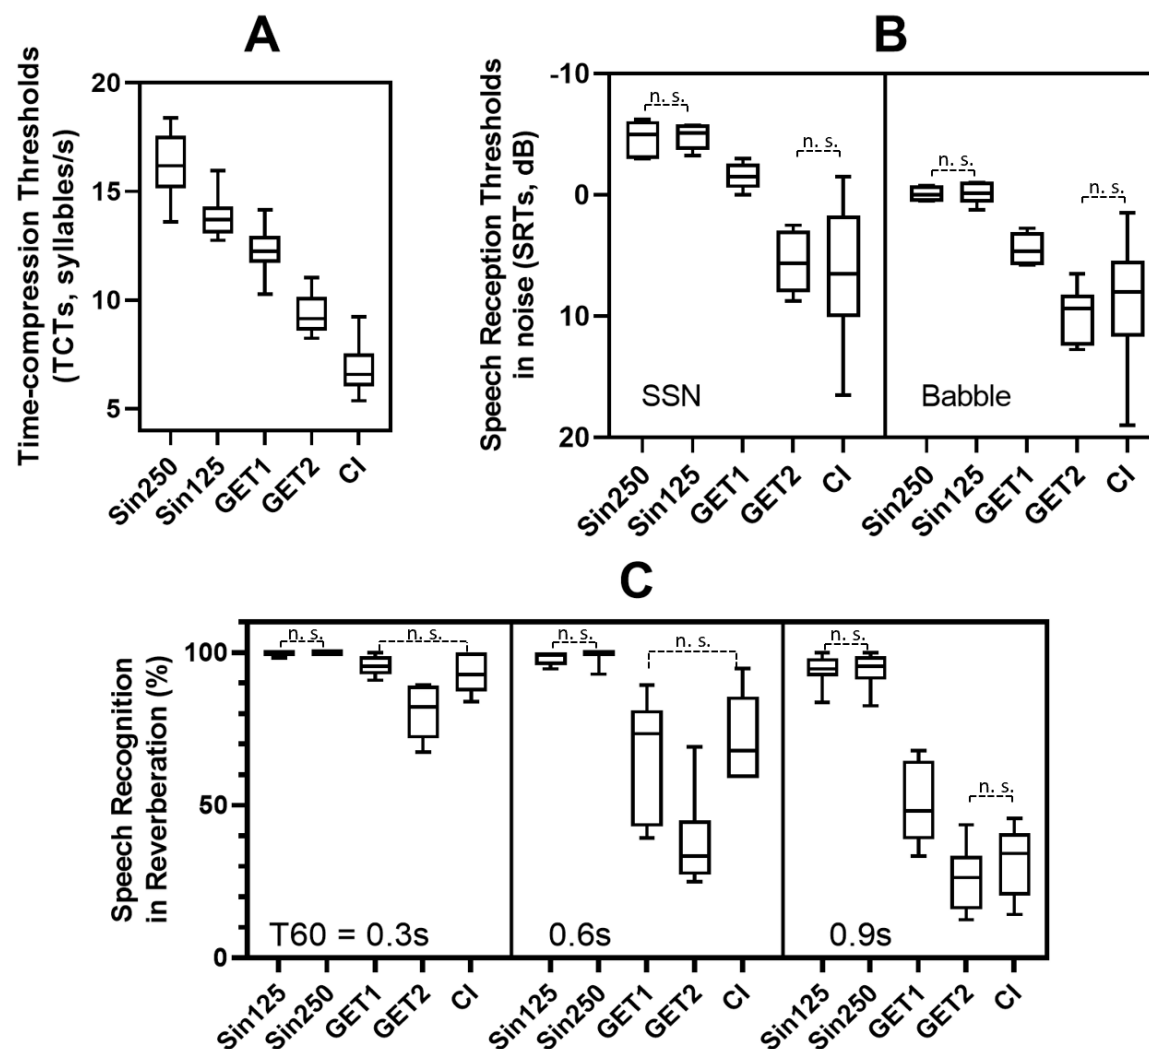 A
Time-compression Thresholds
(TCTs, syllables/s)
20
15
10
5
Sin250
Sin125
GET1
GET2
CI
B
Speech Reception Thresholds
in noise (SRTs, dB)
-10
0
10
20
n. s.
n. s.
n. s.
n. s.
SSN
Babble
Sin250
Sin125
GET1
GET2
CI
Sin250
Sin125
GET1
GET2
CI
C
Speech Recognition
in Reverberation (%)
100
50
0
n. s.
n. s.
n. s.
n. s.
n. s.
n. s.
T60 = 0.3s
0.6s
0.9s
Sin125
Sin250
GET1
GET2
CI
Sin125
Sin250
GET1
GET2
CI
Sin125
Sin250
GET1
GET2
CI